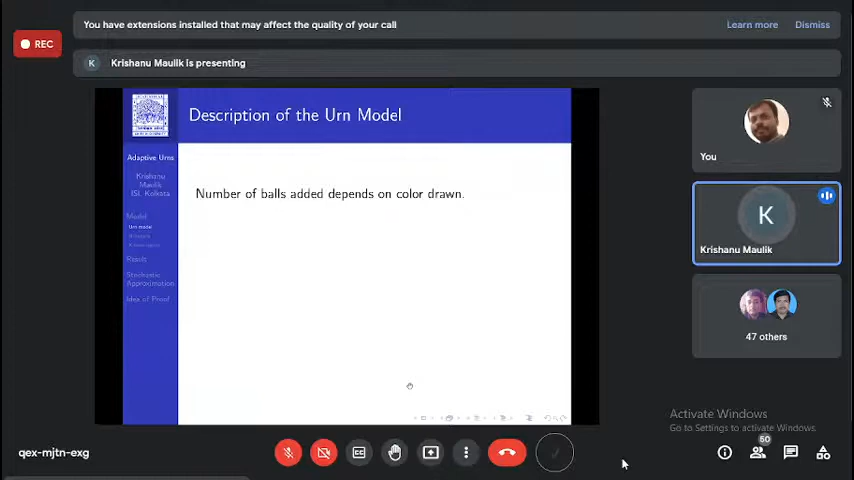 You have extensions installed that may affect the quality of your call
Learn more
Dismiss
REC
K
Krishanu Maulik is presenting
Description of the Urn Model
Adaptive Urns
Krishanu
Maulik
ISI, Kolkata
Model
Urn model
Results
Stochastic
Approximation
Idea of Proof
Number of balls added depends on color drawn.
You
K
Krishanu Maulik
47 others
Activate Windows
Go to Settings to activate Windows.
qex-mjtn-exg
50